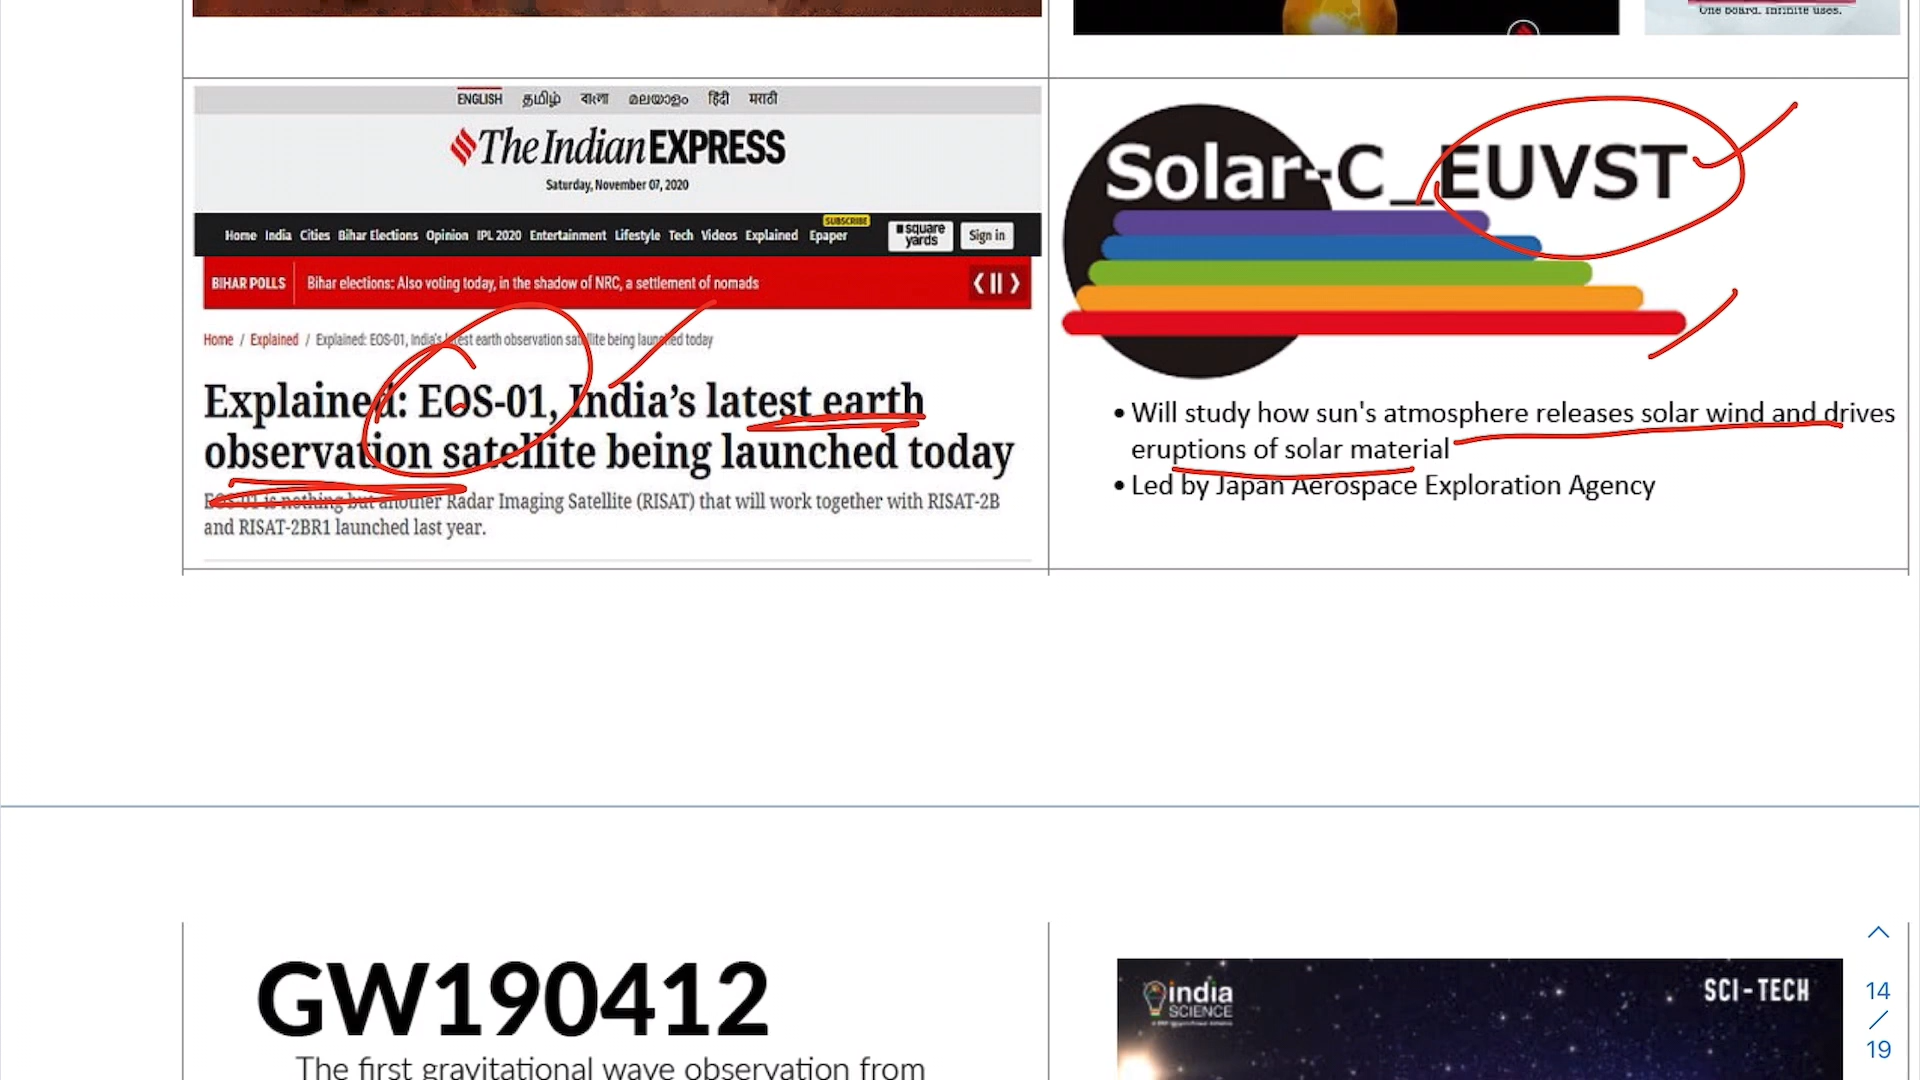 One board. Infinite uses.
ENGLISH தமிழ் বাংলা മലയാളം हिंदी मराठी
The Indian EXPRESS
Saturday, November 07, 2020
SUBSCRIBE
Home India Cities Bihar Elections Opinion IPL 2020 Entertainment Lifestyle Tech Videos Explained Epaper square yards Sign in
BIHAR POLLS Bihar elections: Also voting today, in the shadow of NRC, a settlement of nomads
Home / Explained / Explained: EOS-01, India's latest earth observation satellite being launched today
Explained: EOS-01, India's latest earth
observation satellite being launched today
EOS-01 is nothing but another Radar Imaging Satellite (RISAT) that will work together with RISAT-2B
and RISAT-2BR1 launched last year.
Solar-C_EUVST
• Will study how sun's atmosphere releases solar wind and drives
eruptions of solar material
• Led by Japan Aerospace Exploration Agency
GW190412
The first gravitational wave observation from
india
SCIENCE
SCI-TECH
14
/
19